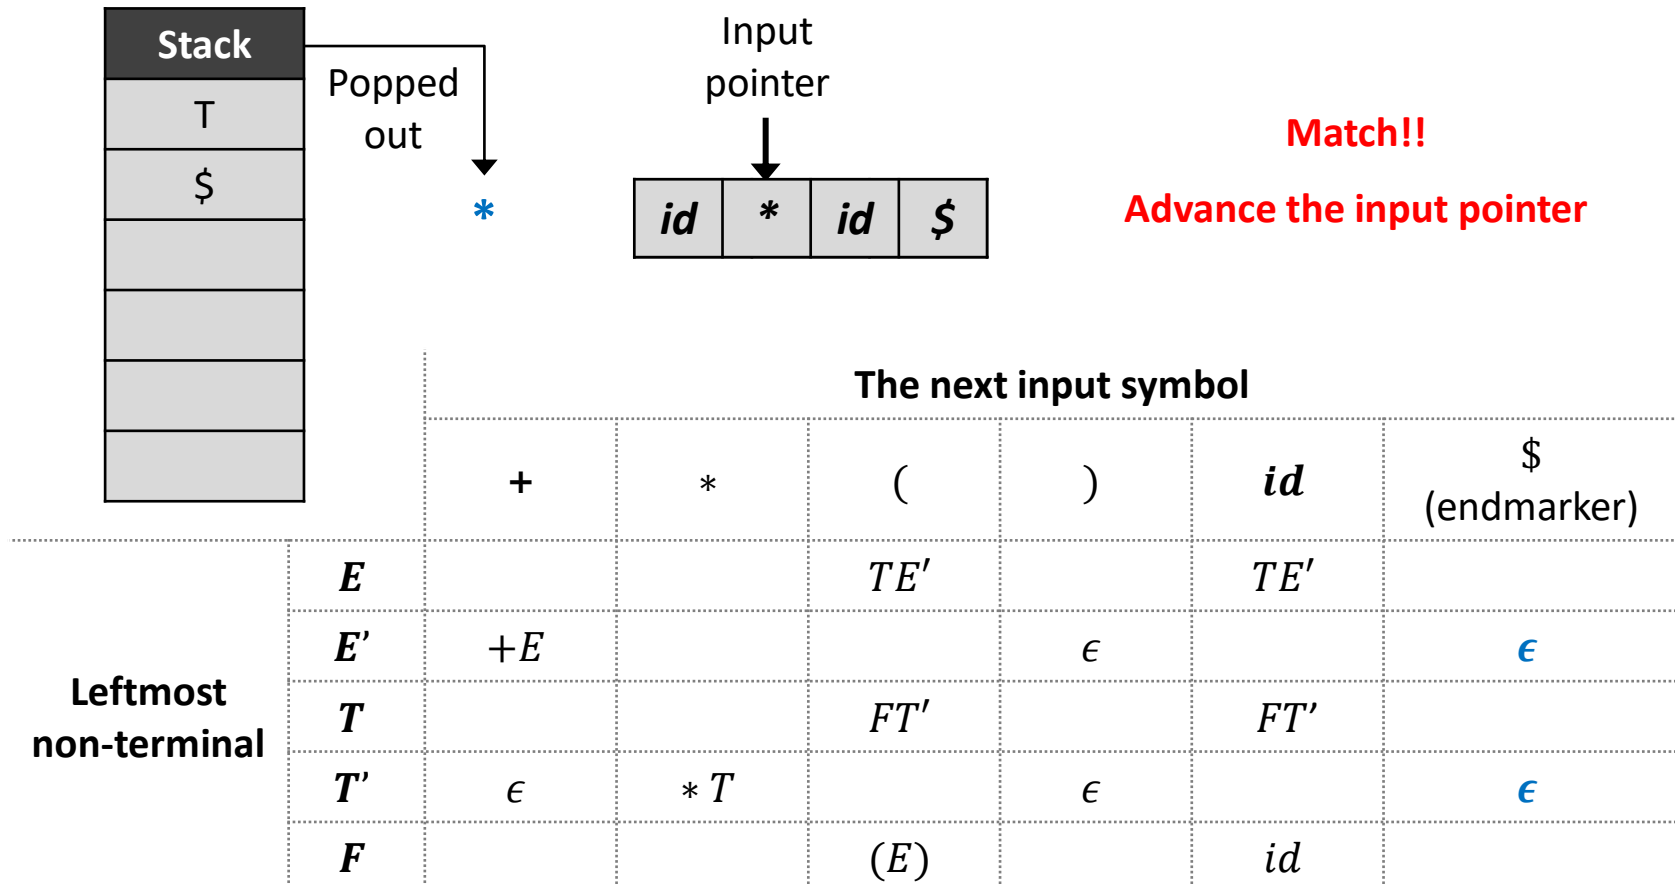 Stack
T
$
Popped
out
*
Input
pointer
id * id $
Match!!
Advance the input pointer
The next input symbol
+ * ( ) id $
(endmarker)
E TE′ TE′
E’ +E ϵ ϵ
Leftmost
non-terminal
T FT′ FT’
T’ ϵ * T ϵ ϵ
F (E) id